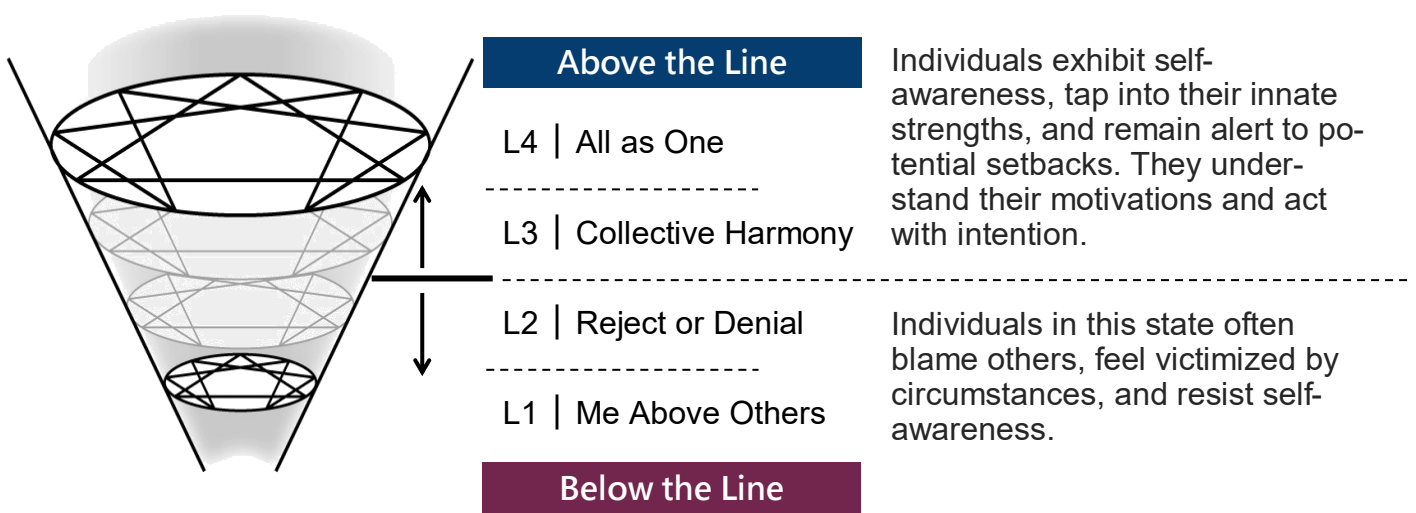 Above the Line
L4 | All as One
L3 | Collective Harmony
Individuals exhibit self-
awareness, tap into their innate
strengths, and remain alert to po-
tential setbacks. They under-
stand their motivations and act
with intention.
L2 | Reject or Denial
L1 | Me Above Others
Individuals in this state often
blame others, feel victimized by
circumstances, and resist self-
awareness.
Below the Line